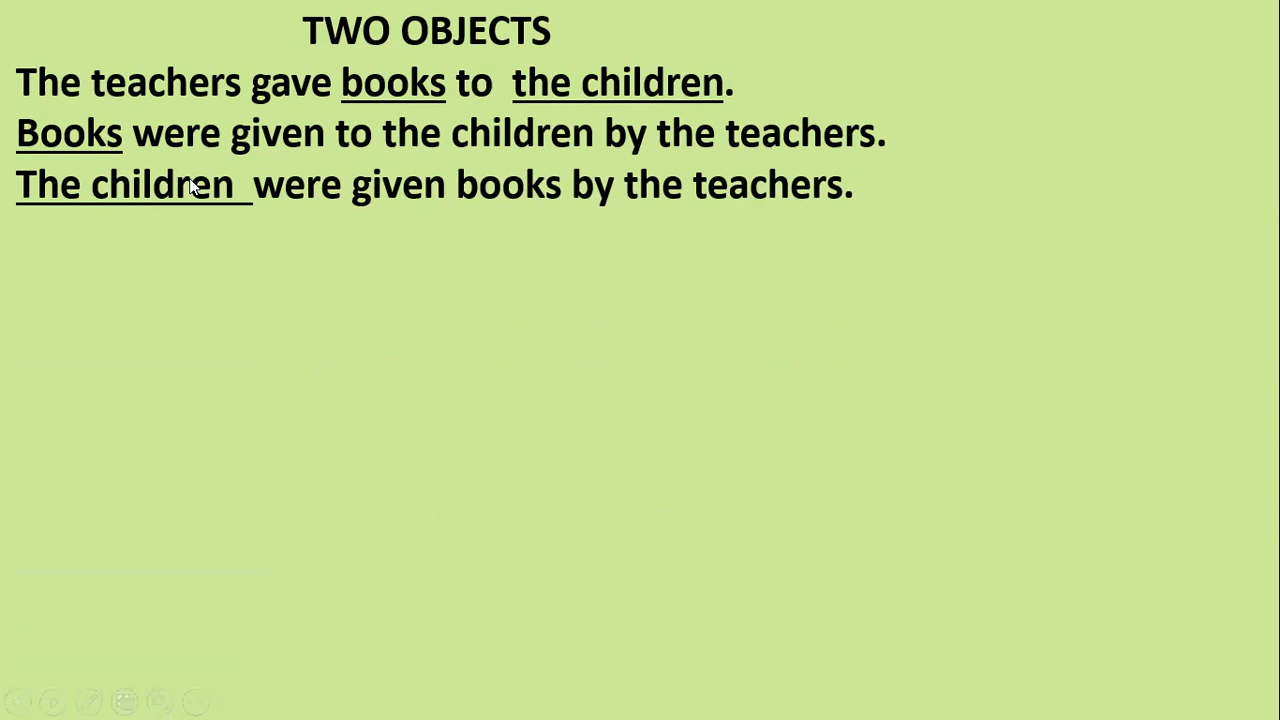 TWO OBJECTS
The teachers gave books to the children.
Books were given to the children by the teachers.
The children were given books by the teachers.